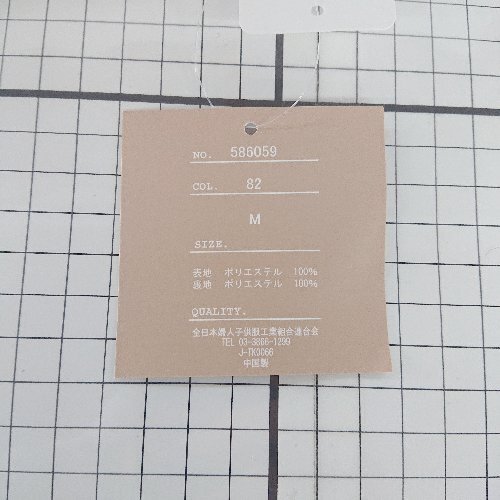 NO. 586059
COL. 82
M
SIZE.
表地 ポリエステル 100%
裏地 ポリエステル 100%
QUALITY.
全日本婦人子供服工業組合連合会
TEL 03-3866-1299
J-TK0066
中国製